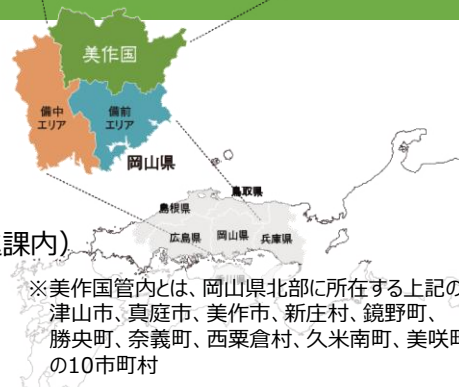 美作国
備中
エリア
備前
エリア
岡山県
鳥取県
島根県
広島県 岡山県 兵庫県
課内)
※美作国管内とは、岡山県北部に所在する上記の
津山市、真庭市、美作市、新庄村、鏡野町、
勝央町、奈義町、西粟倉村、久米南町、美咲町
の10市町村